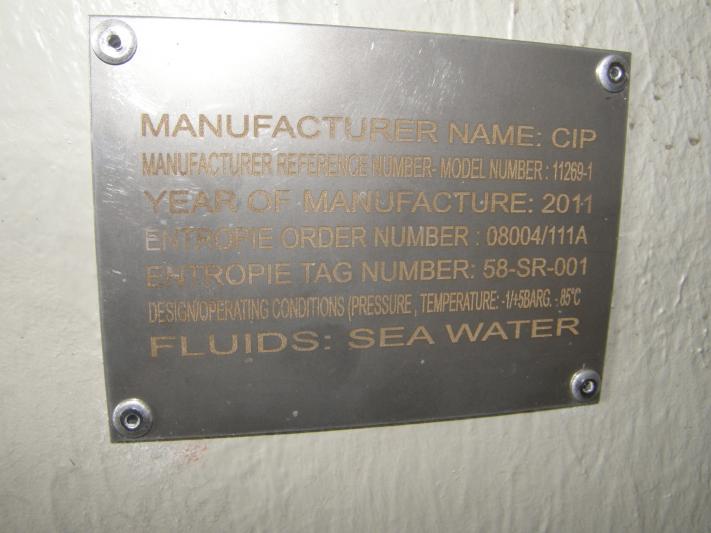 MANUFACTURER NAME: CIP
MANUFACTURER REFERENCE NUMBER- MODEL NUMBER : 11269-1
YEAR OF MANUFACTURE: 2011
ENTROPIE ORDER NUMBER : 08004/111A
ENTROPIE TAG NUMBER: 58-SR-001
DESIGN/OPERATING CONDITIONS (PRESSURE , TEMPERATURE: -1/+5BARG. - 85°C
FLUIDS: SEA WATER